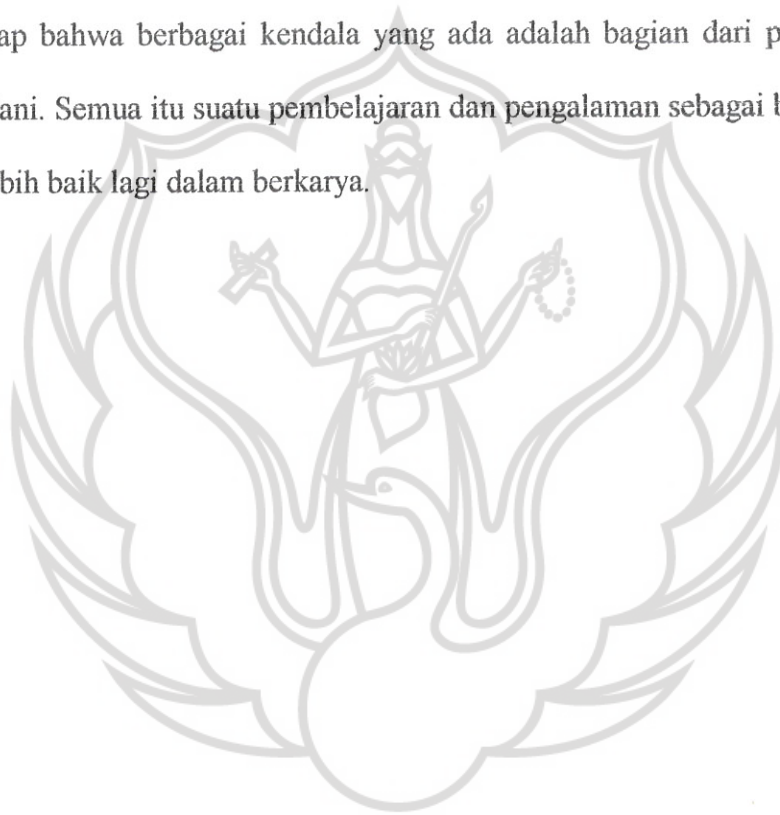 ap bahwa berbagai kendala yang ada adalah bagian dari p
ani. Semua itu suatu pembelajaran dan pengalaman sebagai
bih baik lagi dalam berkarya.